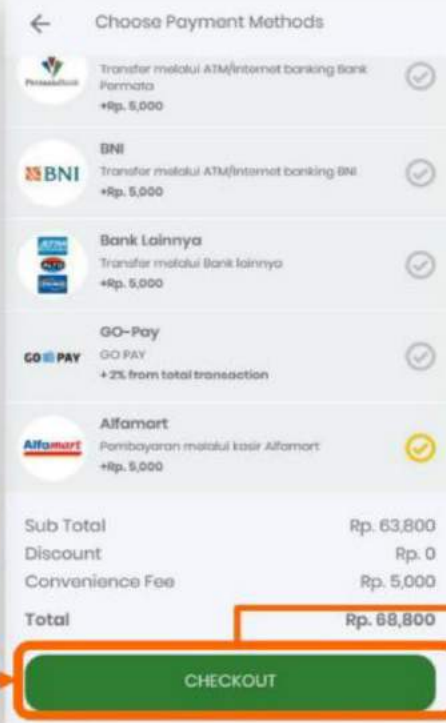 Choose Payment Methods
PermataBank
Transfer melalui ATM/internet banking Bank
Permata
+Rp. 5,000
BNI
BNI
Transfer melalui ATM/internet banking BNI
+Rp. 5,000
Bank Lainnya
Transfer melalui Bank lainnya
+Rp. 5,000
GO-Pay
GO PAY
GO PAY
+ 2% from total transaction
Alfamart
Alfamart
Pembayaran melalui kasir Alfamart
+Rp. 5,000
Sub Total Rp. 63,800
Discount Rp. 0
Convenience Fee Rp. 5,000
Total Rp. 68,800
CHECKOUT